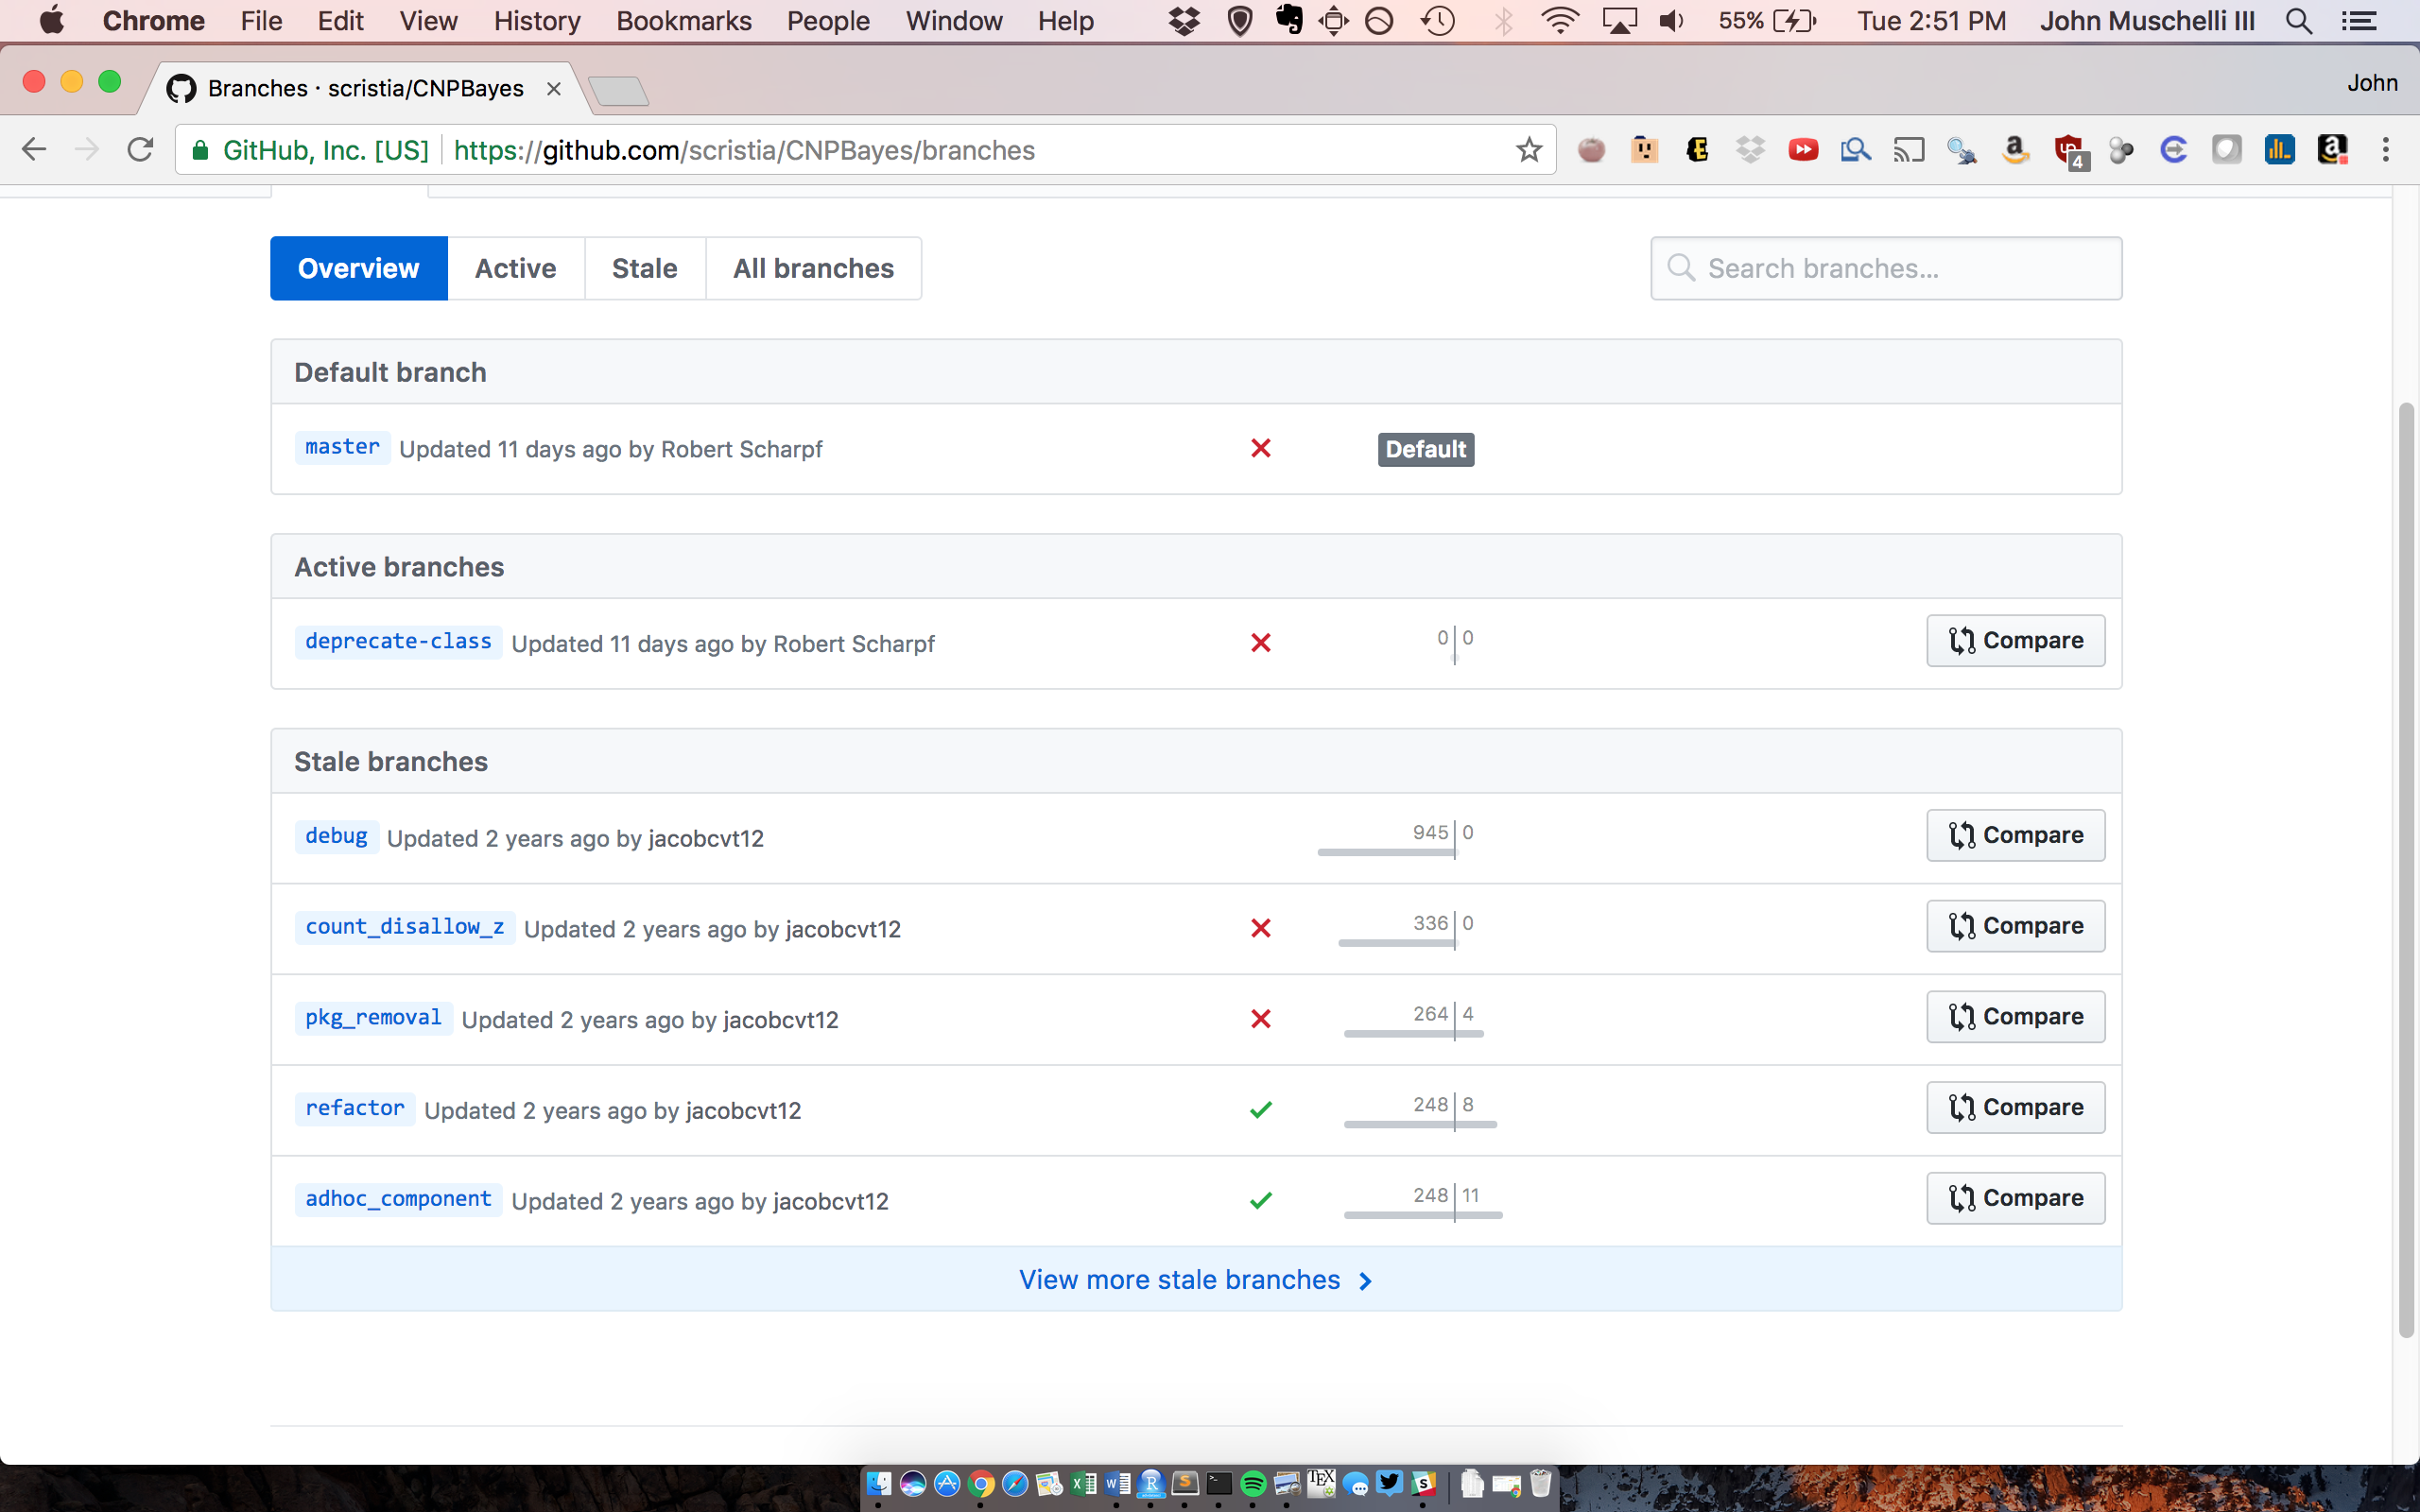 Chrome File Edit View History Bookmarks People Window Help 55% Tue 2:51 PM John Muschelli III
Branches · scristia/CNPBayes John
GitHub, Inc. [US] https://github.com/scristia/CNPBayes/branches
4
Overview Active Stale All branches Search branches...
Default branch
master Updated 11 days ago by Robert Scharpf Default
Active branches
deprecate-class Updated 11 days ago by Robert Scharpf 0 0 Compare
Stale branches
debug Updated 2 years ago by jacobcvt12 945 0 Compare
count_disallow_z Updated 2 years ago by jacobcvt12 336 0 Compare
pkg_removal Updated 2 years ago by jacobcvt12 264 4 Compare
refactor Updated 2 years ago by jacobcvt12 248 8 Compare
adhoc_component Updated 2 years ago by jacobcvt12 248 11 Compare
View more stale branches